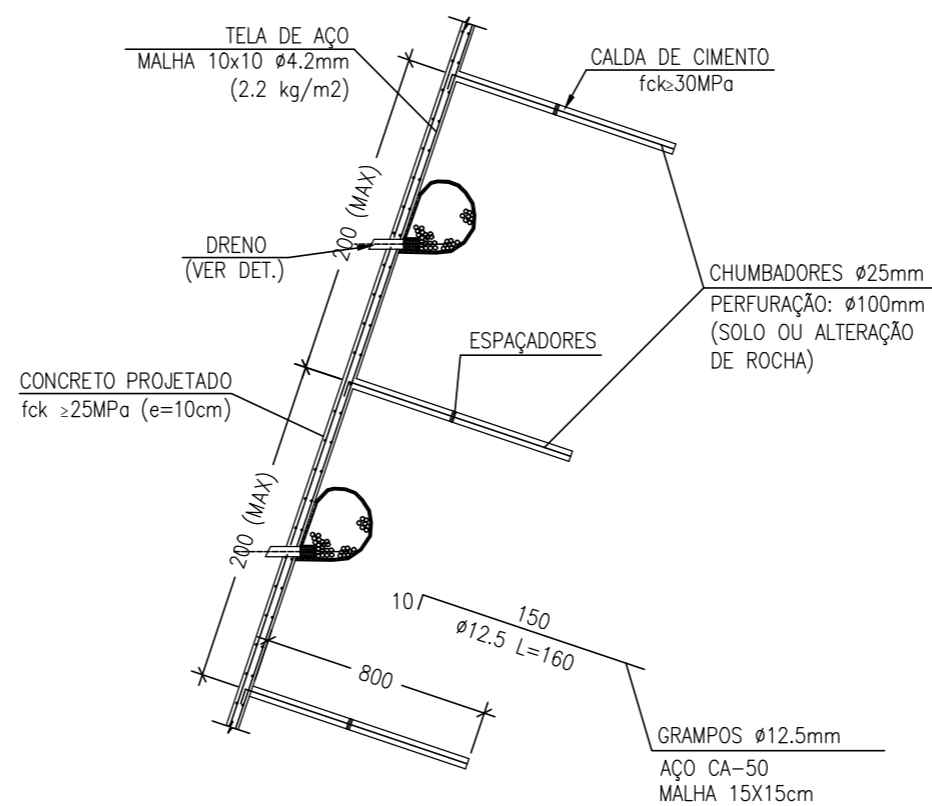 TELA DE AÇO
MALHA 10x10 ø4.2mm
(2.2 kg/m2)
CALDA DE CIMENTO
fck≥30MPa
200 (MAX)
DRENO
(VER DET.)
CHUMBADORES ø25mm
PERFURAÇÃO: ø100mm
(SOLO OU ALTERAÇÃO
DE ROCHA)
ESPAÇADORES
CONCRETO PROJETADO
fck ≥25MPa (e=10cm)
200 (MAX)
10
150
ø12.5 L=160
800
GRAMPOS ø12.5mm
AÇO CA-50
MALHA 15X15cm